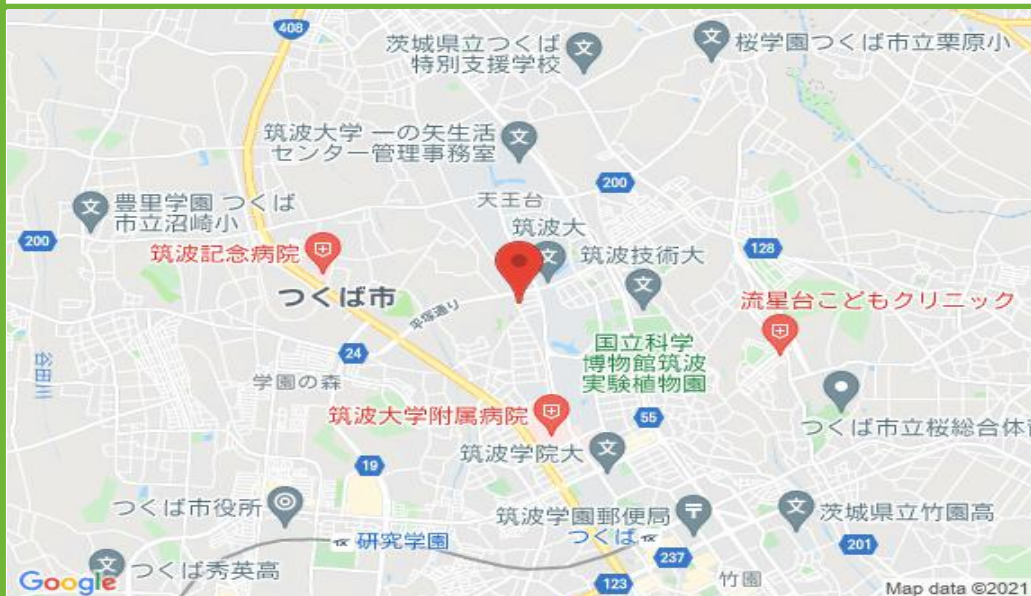 408
茨城県立つくば
特別支援学校
桜学園つくば市立栗原小
筑波大学 一の矢生活
センター管理事務室
200
天王台
豊里学園 つくば
市立沼崎小
筑波大
200
筑波記念病院
筑波技術大
128
つくば市
流星台こどもクリニック
平塚通り
国立科学
博物館筑波
実験植物園
24
谷田川
学園の森
筑波大学附属病院
55
筑波学院大
つくば市立桜総合体
19
つくば市役所
筑波学園郵便局
茨城県立竹園高
つくば
研究学園
201
237
つくば秀英高
竹園
123
Google
Map data ©2021